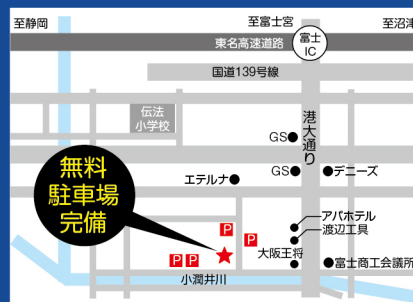 至静岡
至富士宮
至沼津
東名高速道路
富士
IC
国道139号線
伝法
小学校
港大通り
GS
GS
デニーズ
無料
駐車場
完備
エテルナ
アパホテル
渡辺工具
大阪王将
富士商工会議所
P
P
P P
小潤井川